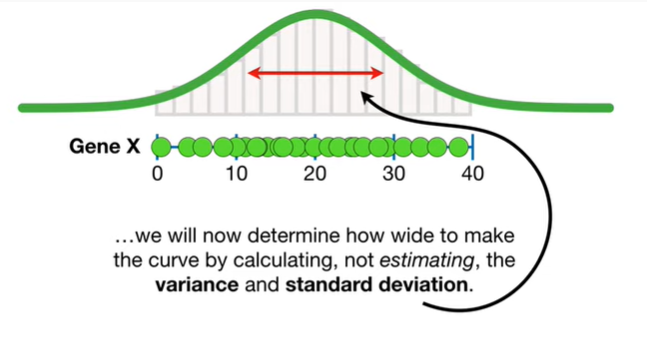 Gene X
0 10 20 30 40
...we will now determine how wide to make
the curve by calculating, not estimating, the
variance and standard deviation.